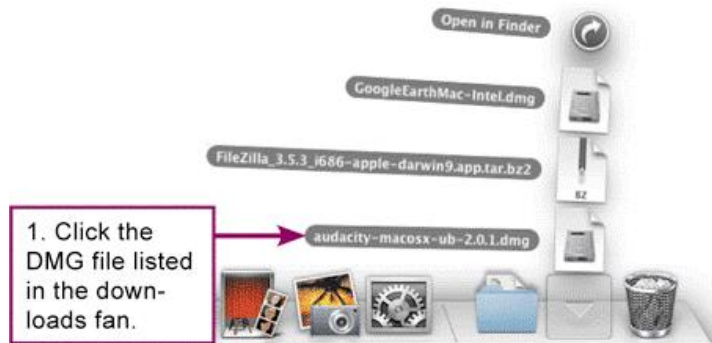 Open in Finder
GoogleEarthMac-Intel.dmg
FileZilla_3.5.3_i686-apple-darwin9.app.tar.bz2
BZ
audacity-macosx-ub-2.0.1.dmg
1. Click the
DMG file listed
in the down-
loads fan.